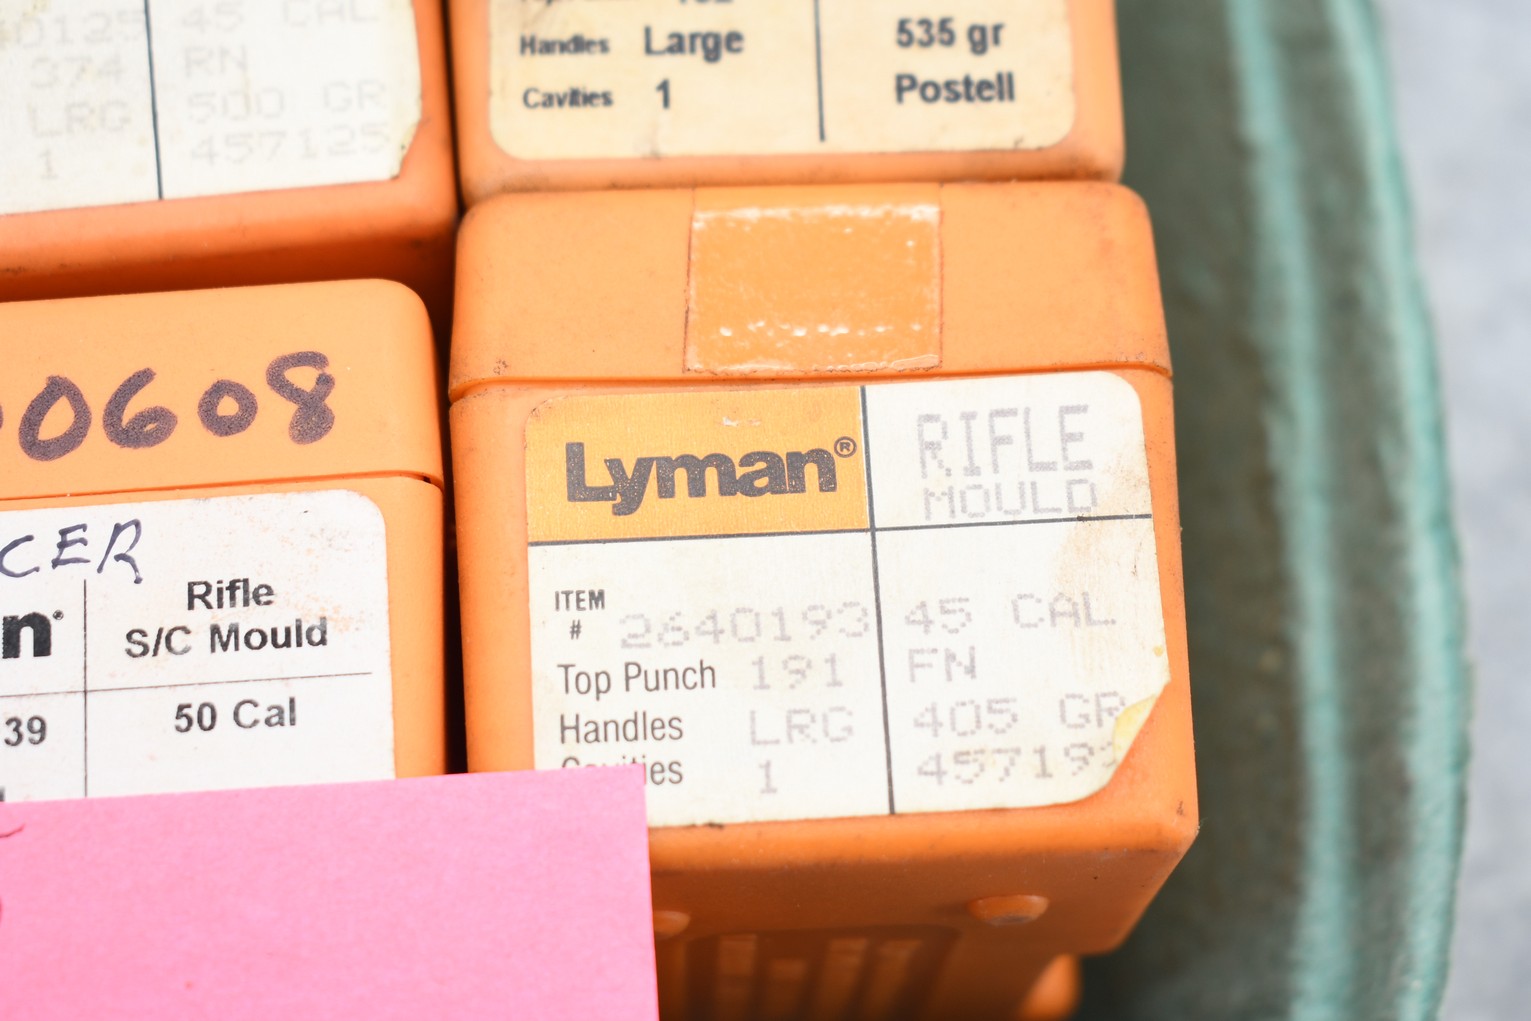 45 CAL
374 RN
LRG 500 GR
1 457125
Handles Large 535 gr
Cavities 1 Postell
0608
CER
Rifle
S/C Mould
39 50 Cal
Lyman® RIFLE
MOULD
ITEM
# 2640193 45 CAL
Top Punch 191 FN
Handles LRG 405 GR
Cavities 1 457193